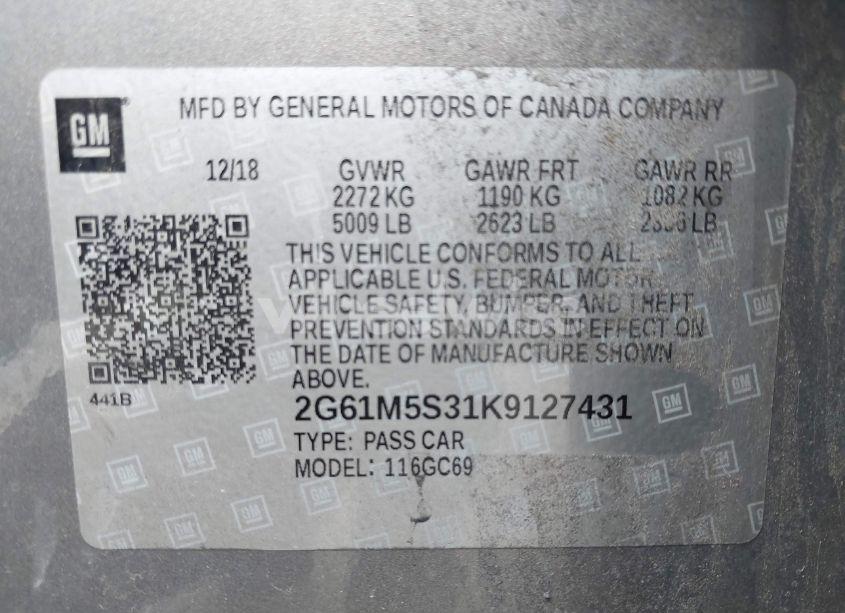 GM
MFD BY GENERAL MOTORS OF CANADA COMPANY
12/18 GVWR GAWR FRT GAWR RR
2272 KG 1190 KG 1082 KG
5009 LB 2623 LB LB
THIS VEHICLE CONFORMS TO ALL
APPLICABLE U.S. FEDERAL MOTOR
VEHICLE SAFETY, BUMPER, AND THEFT
PREVENTION STANDARDS IN EFFECT ON
THE DATE OF MANUFACTURE SHOWN
ABOVE.
441B
2G61M5S31K9127431
TYPE: PASS CAR
MODEL: 116GC69